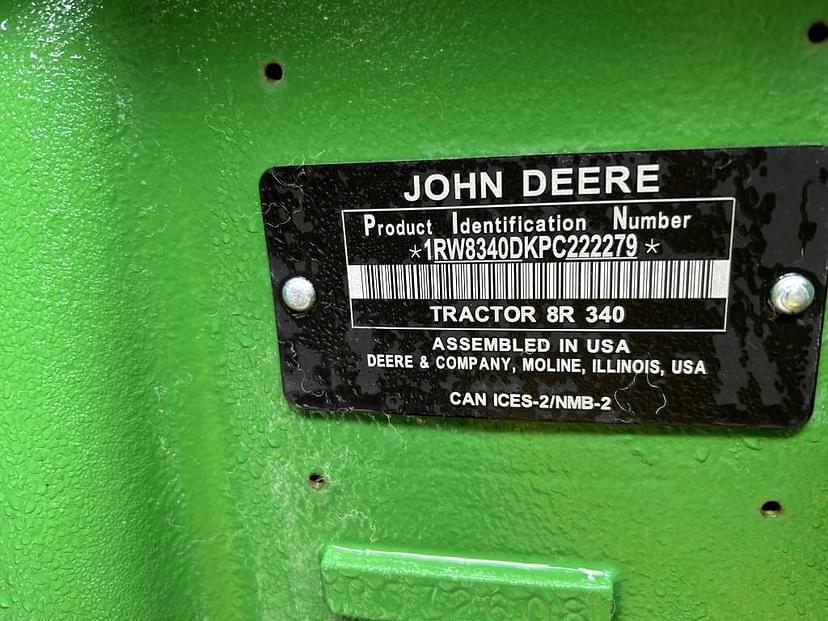 JOHN DEERE
Product Identification Number
*1RW8340DKPC222279*
TRACTOR 8R 340
ASSEMBLED IN USA
DEERE & COMPANY, MOLINE, ILLINOIS, USA
CAN ICES-2/NMB-2